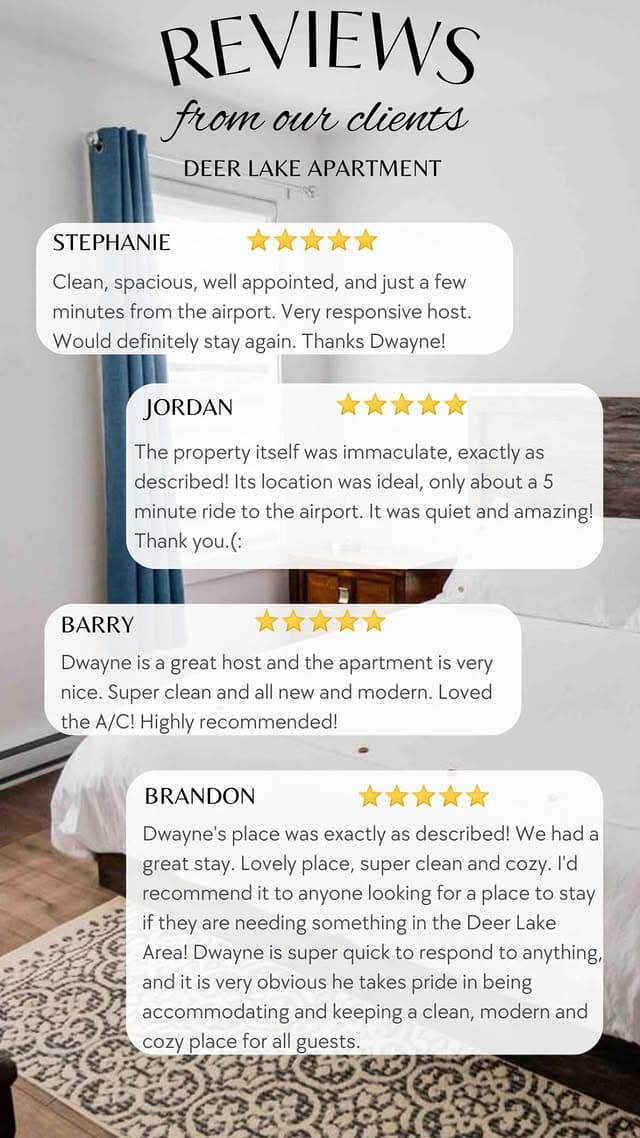 REVIEWS
from our clients
DEER LAKE APARTMENT
STEPHANIE ⭐⭐⭐⭐⭐
Clean, spacious, well appointed, and just a few
minutes from the airport. Very responsive host.
Would definitely stay again. Thanks Dwayne!
JORDAN ⭐⭐⭐⭐⭐
The property itself was immaculate, exactly as
described! Its location was ideal, only about a 5
minute ride to the airport. It was quiet and amazing!
Thank you.(:
BARRY ⭐⭐⭐⭐⭐
Dwayne is a great host and the apartment is very
nice. Super clean and all new and modern. Loved
the A/C! Highly recommended!
BRANDON ⭐⭐⭐⭐⭐
Dwayne's place was exactly as described! We had a
great stay. Lovely place, super clean and cozy. I'd
recommend it to anyone looking for a place to stay
if they are needing something in the Deer Lake
Area! Dwayne is super quick to respond to anything,
and it is very obvious he takes pride in being
accommodating and keeping a clean, modern and
cozy place for all guests.